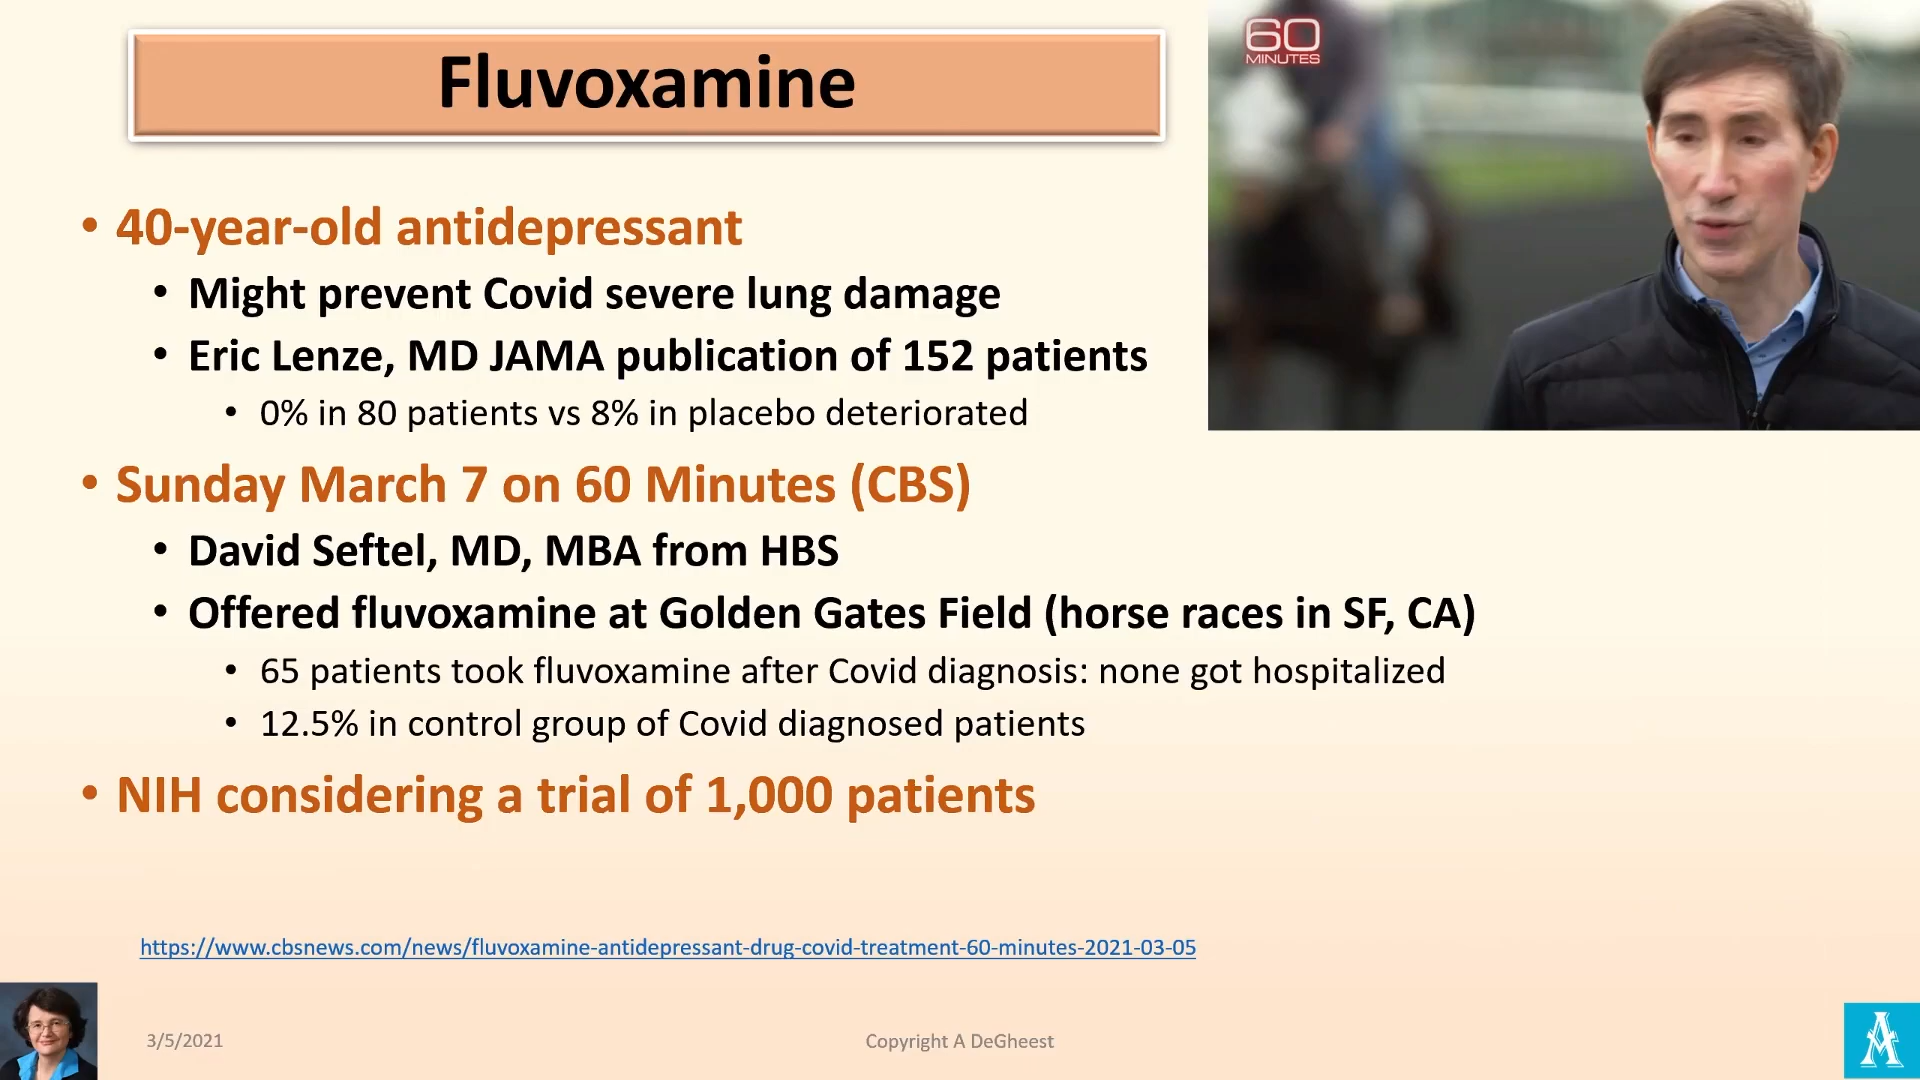 Fluvoxamine
60
MINUTES
• 40-year-old antidepressant
• Might prevent Covid severe lung damage
• Eric Lenze, MD JAMA publication of 152 patients
• 0% in 80 patients vs 8% in placebo deteriorated
• Sunday March 7 on 60 Minutes (CBS)
• David Seftel, MD, MBA from HBS
• Offered fluvoxamine at Golden Gates Field (horse races in SF, CA)
• 65 patients took fluvoxamine after Covid diagnosis: none got hospitalized
• 12.5% in control group of Covid diagnosed patients
• NIH considering a trial of 1,000 patients
https://www.cbsnews.com/news/fluvoxamine-antidepressant-drug-covid-treatment-60-minutes-2021-03-05
3/5/2021
Copyright A DeGheest
A